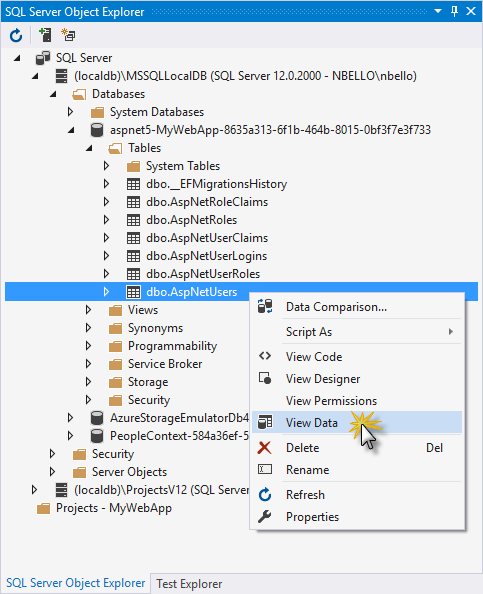 SQL Server Object Explorer
SQL Server
(localdb)\MSSQLLocalDB (SQL Server 12.0.2000 - NBELLO\nbello)
Databases
System Databases
aspnet5-MyWebApp-8635a313-6f1b-464b-8015-0bf3f7e3f733
Tables
System Tables
dbo.__EFMigrationsHistory
dbo.AspNetRoleClaims
dbo.AspNetRoles
dbo.AspNetUserClaims
dbo.AspNetUserLogins
dbo.AspNetUserRoles
dbo.AspNetUsers
Views
Synonyms
Programmability
Service Broker
Storage
Security
AzureStorageEmulatorDb4
PeopleContext-584a36ef-5
Security
Server Objects
(localdb)\ProjectsV12 (SQL Server
Projects - MyWebApp
Data Comparison...
Script As
View Code
View Designer
View Permissions
View Data
Delete Del
Rename
Refresh
Properties
SQL Server Object Explorer Test Explorer